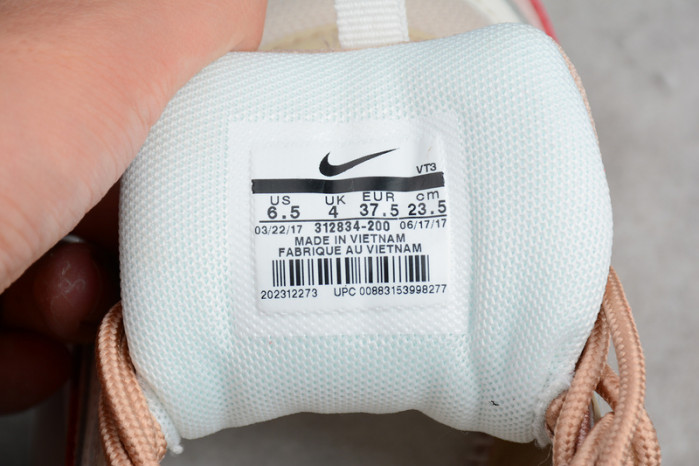 VT3
US UK EUR cm
6.5 4 37.5 23.5
03/22/17 312834-200 06/17/17
MADE IN VIETNAM
FABRIQUE AU VIETNAM
202312273 UPC 00883153998277